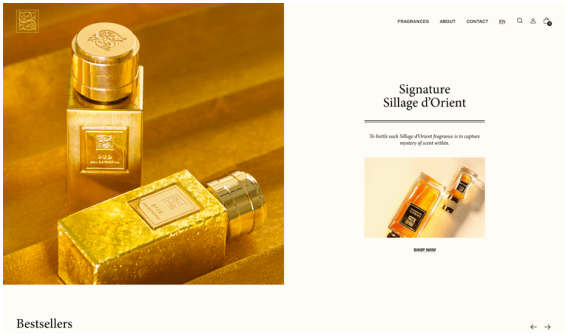 FRAGRANCES ABOUT CONTACT EN
Signature
Sillage d'Orient
To bottle each Sillage d'Orient fragrance is to capture
mystery of scent within.
SHOP NOW
Bestsellers